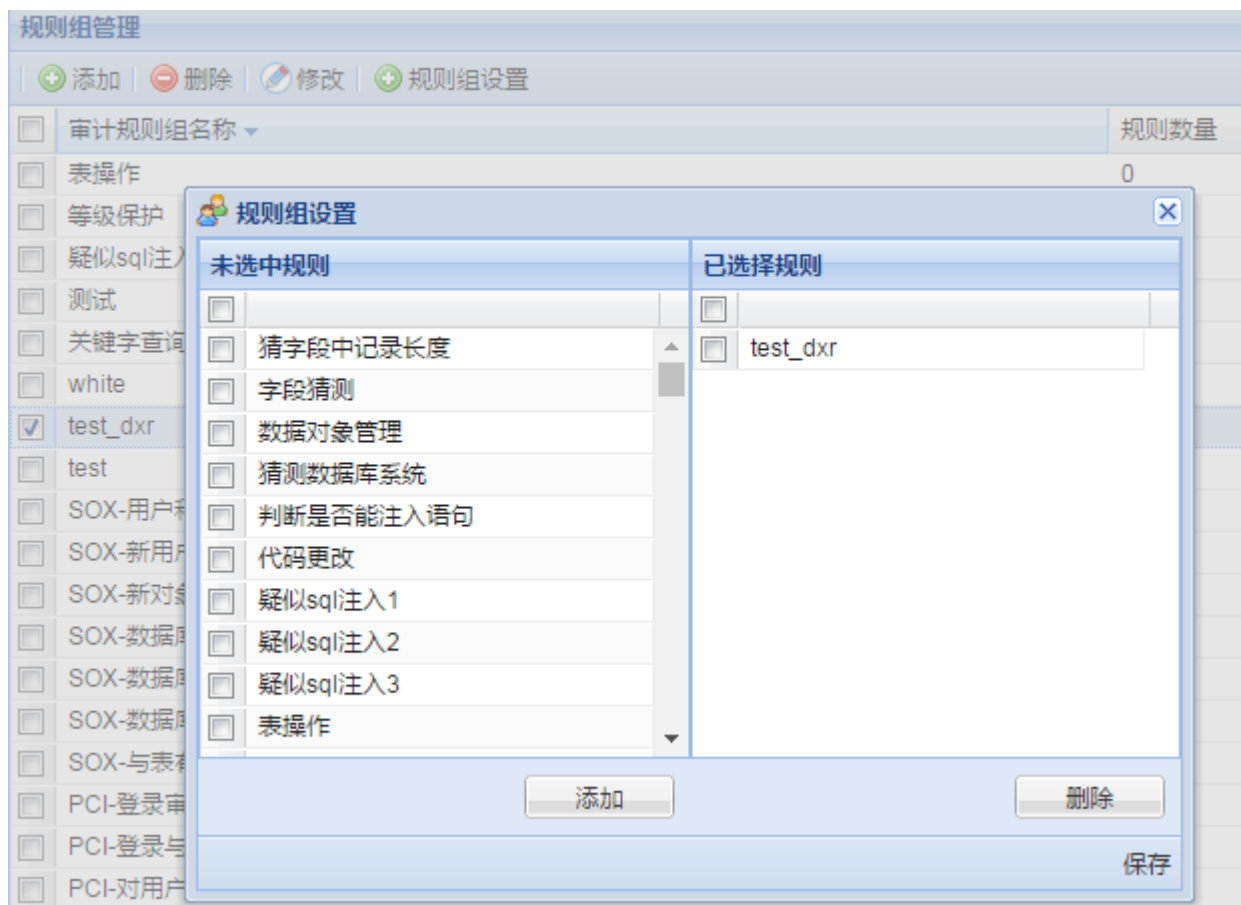 规则组管理
添加 删除 修改 规则组设置
审计规则组名称 规则数量
表操作 0
等级保护
疑似sql注入
测试
关键字查询
white
test_dxr
test
SOX-用户
SOX-新用户
SOX-新对象
SOX-数据库
SOX-数据库
SOX-数据库
SOX-与表有
PCI-登录审
PCI-登录与
PCI-对用户
规则组设置
未选中规则 已选择规则
猜字段中记录长度 test_dxr
字段猜测
数据对象管理
猜测数据库系统
判断是否能注入语句
代码更改
疑似sql注入1
疑似sql注入2
疑似sql注入3
表操作
添加 删除
保存